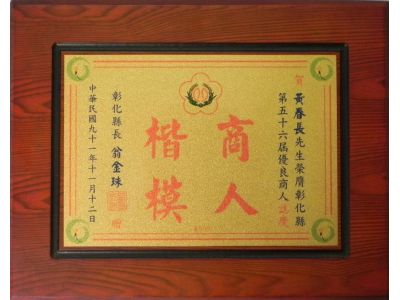 賀
黃春長先生榮膺彰化縣
第五十六屆優良商人誌慶
商人
楷模
彰化縣長 翁金珠 贈
中華民國九十一年十一月十二日